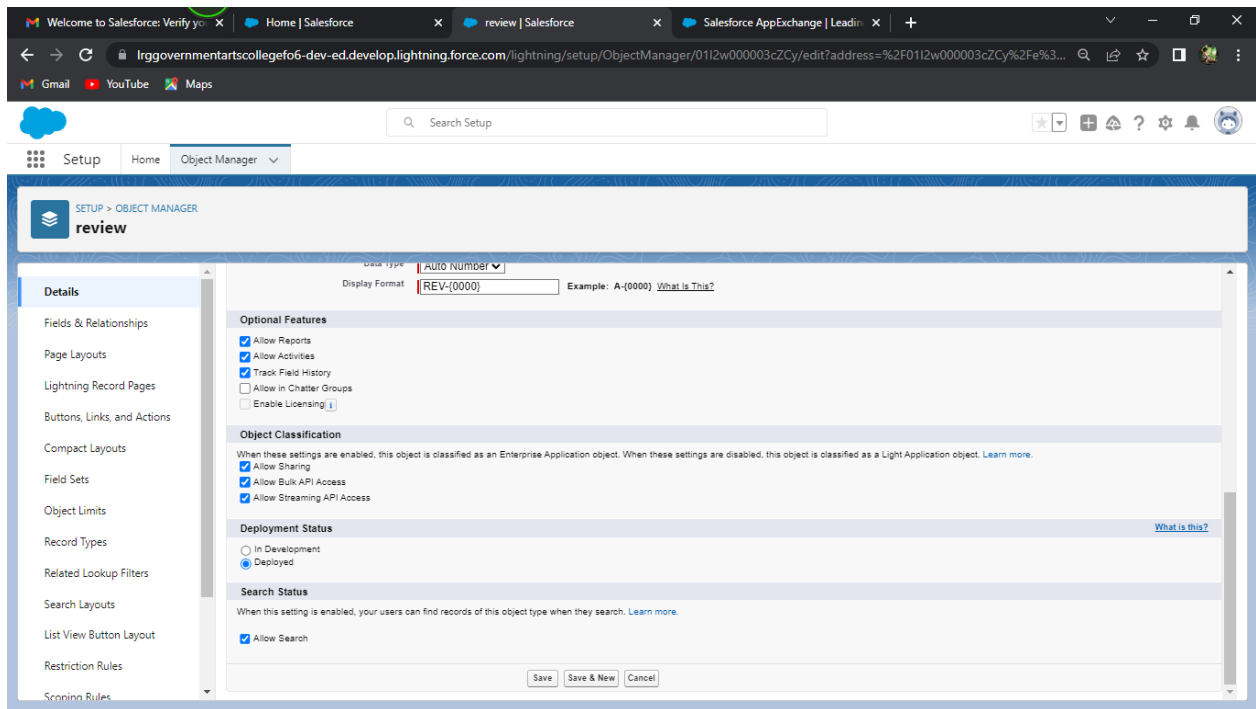 Welcome to Salesforce: Verify yo
Home | Salesforce
review | Salesforce
Salesforce AppExchange | Leadin
lrggovernmentartscollegefo6-dev-ed.develop.lightning.force.com/lightning/setup/ObjectManager/01I2w000003cZCy/edit?address=%2F01I2w000003cZCy%2Fe%3...
Gmail YouTube Maps
Search Setup
Setup Home Object Manager
SETUP > OBJECT MANAGER
review
Details
Fields & Relationships
Page Layouts
Lightning Record Pages
Buttons, Links, and Actions
Compact Layouts
Field Sets
Object Limits
Record Types
Related Lookup Filters
Search Layouts
List View Button Layout
Restriction Rules
Scoping Rules
Data Type Auto Number
Display Format REV-{0000} Example: A-{0000} What Is This?
Optional Features
Allow Reports
Allow Activities
Track Field History
Allow in Chatter Groups
Enable Licensing i
Object Classification
When these settings are enabled, this object is classified as an Enterprise Application object. When these settings are disabled, this object is classified as a Light Application object. Learn more.
Allow Sharing
Allow Bulk API Access
Allow Streaming API Access
Deployment Status What is this?
In Development
Deployed
Search Status
When this setting is enabled, your users can find records of this object type when they search. Learn more.
Allow Search
Save Save & New Cancel